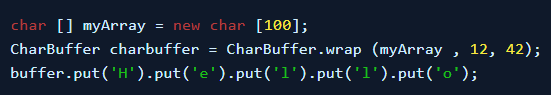 char [] myArray = new char [100];
CharBuffer charbuffer = CharBuffer.wrap (myArray , 12, 42);
buffer.put('H').put('e').put('l').put('l').put('o');